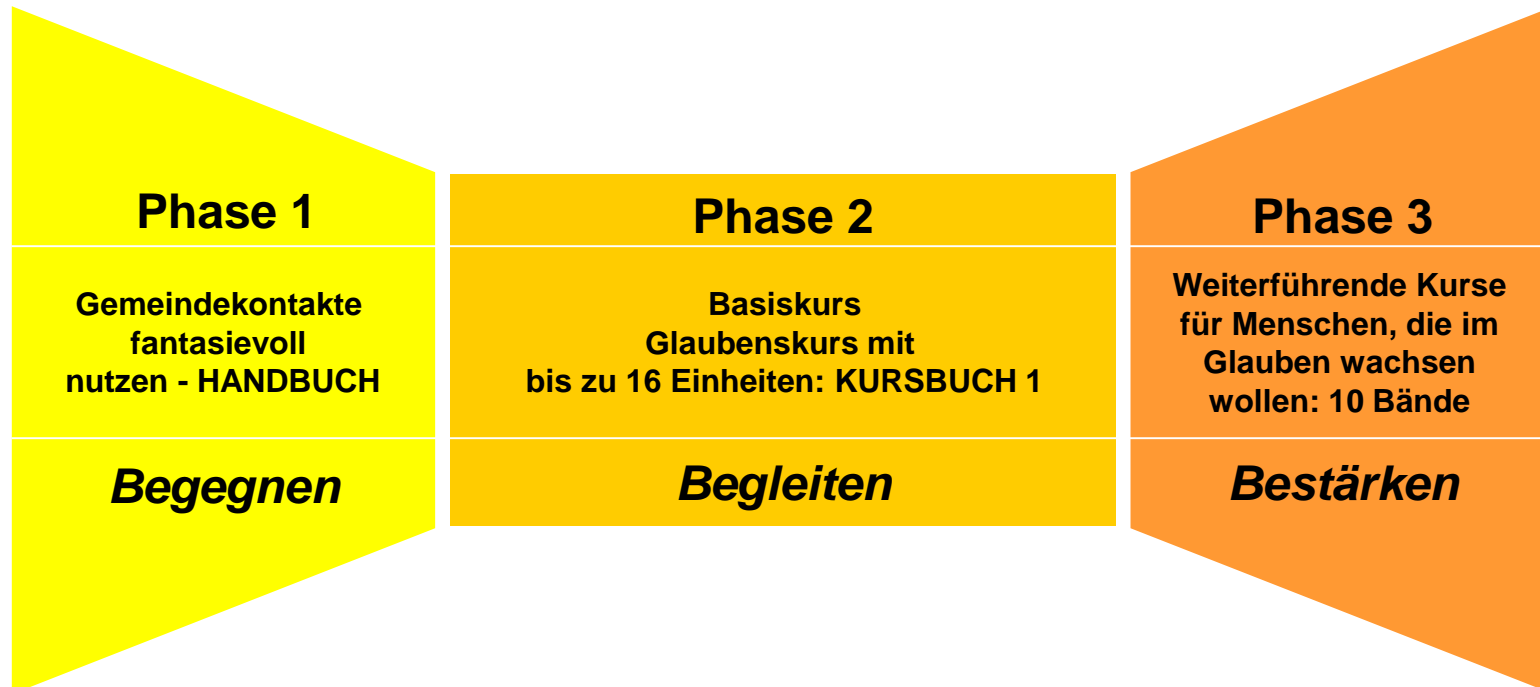 Phase 1
Gemeindekontakte
fantasievoll
nutzen - HANDBUCH
Begegnen
Phase 2
Basiskurs
Glaubenskurs mit
bis zu 16 Einheiten: KURSBUCH 1
Begleiten
Phase 3
Weiterführende Kurse
für Menschen, die im
Glauben wachsen
wollen: 10 Bände
Bestärken